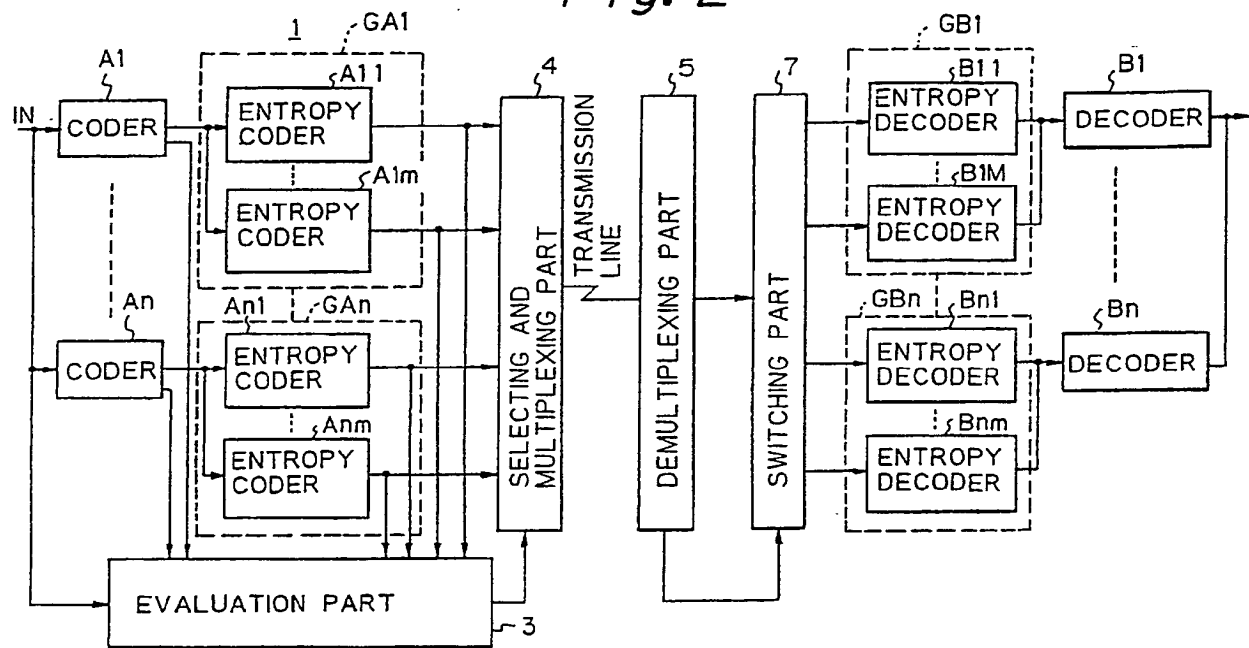 Fig. 2
1
GA1
A1
A11
IN
CODER
ENTROPY
CODER
A1m
ENTROPY
CODER
An
An1
GAn
CODER
ENTROPY
CODER
Anm
ENTROPY
CODER
EVALUATION PART
3
4
SELECTING AND
MULTIPLEXING PART
TRANSMISSION
LINE
5
DEMULTIPLEXING PART
7
SWITCHING PART
GB1
B11
ENTROPY
DECODER
B1
DECODER
B1M
ENTROPY
DECODER
GBn
Bn1
ENTROPY
DECODER
Bn
DECODER
Bnm
ENTROPY
DECODER